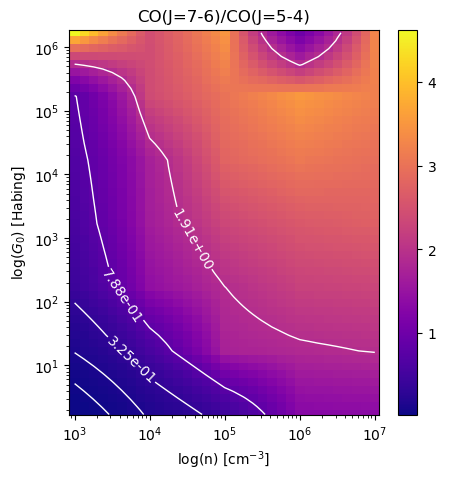 CO(J=7-6)/CO(J=5-4)
10⁶
10⁵
10⁴
10³
10²
10¹
log(G₀) [Habing]
1.91e+00
7.88e-01
3.25e-01
10³ 10⁴ 10⁵ 10⁶ 10⁷
log(n) [cm⁻³]
4
3
2
1